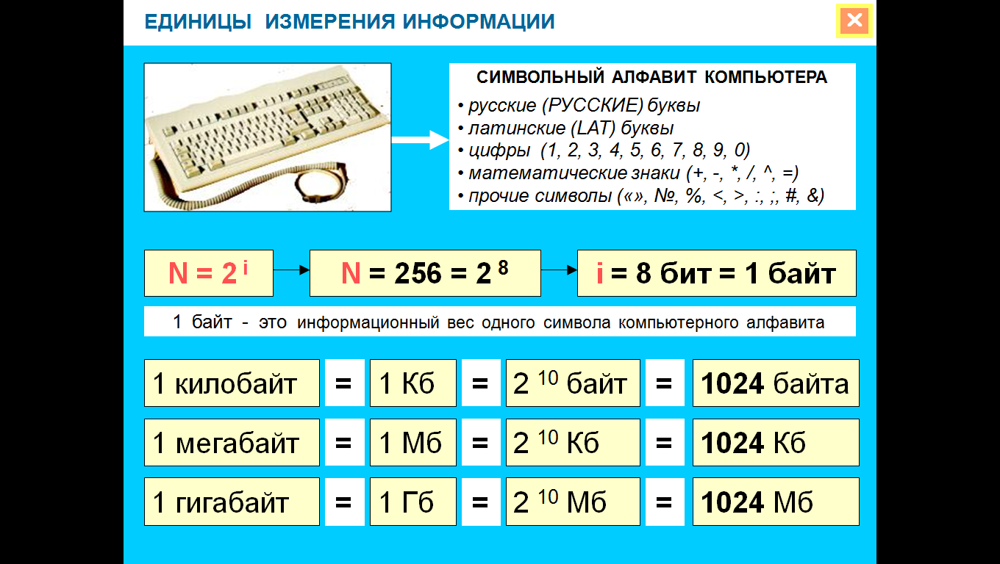 ЕДИНИЦЫ ИЗМЕРЕНИЯ ИНФОРМАЦИИ
СИМВОЛЬНЫЙ АЛФАВИТ КОМПЬЮТЕРА
• русские (РУССКИЕ) буквы
• латинские (LAT) буквы
• цифры (1, 2, 3, 4, 5, 6, 7, 8, 9, 0)
• математические знаки (+, -, *, /, ^, =)
• прочие символы («», №, %, <, >, :, ;, #, &)
N = 2 i N = 256 = 2 8 i = 8 бит = 1 байт
1 байт - это информационный вес одного символа компьютерного алфавита
1 килобайт = 1 Кб = 2 10 байт = 1024 байта
1 мегабайт = 1 Мб = 2 10 Кб = 1024 Кб
1 гигабайт = 1 Гб = 2 10 Мб = 1024 Мб